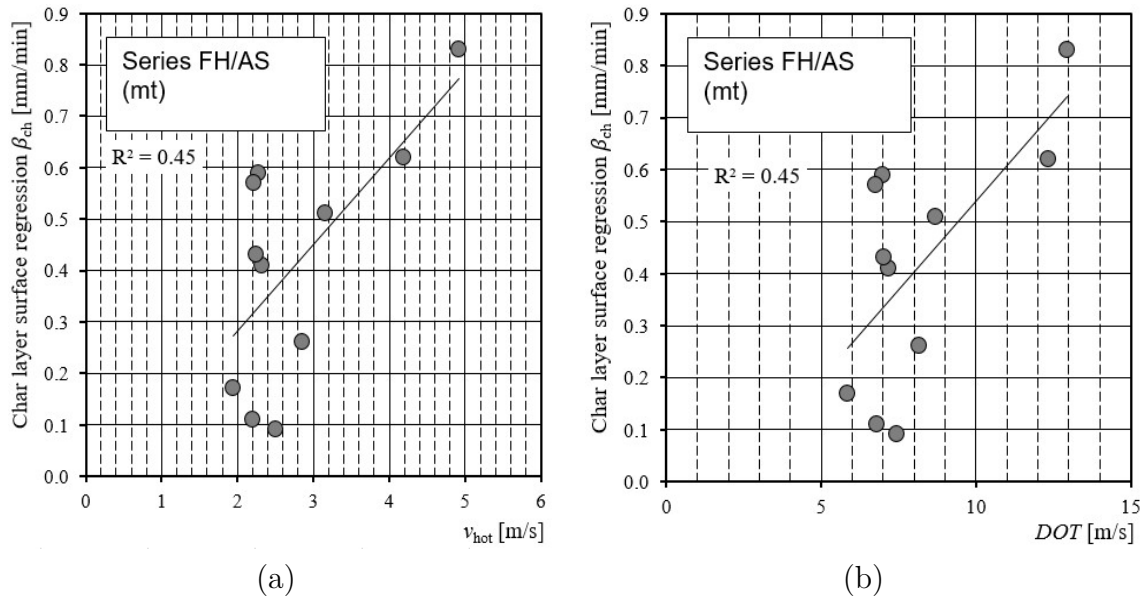 Char layer surface regression βch [mm/min]
0.9
0.8
0.7
0.6
0.5
0.4
0.3
0.2
0.1
0.0
Series FH/AS
(mt)
R² = 0.45
0 1 2 3 4 5 6
vhot [m/s]
(a)
Char layer surface regression βch [mm/min]
0.9
0.8
0.7
0.6
0.5
0.4
0.3
0.2
0.1
0.0
Series FH/AS
(mt)
R² = 0.45
0 5 10 15
DOT [m/s]
(b)